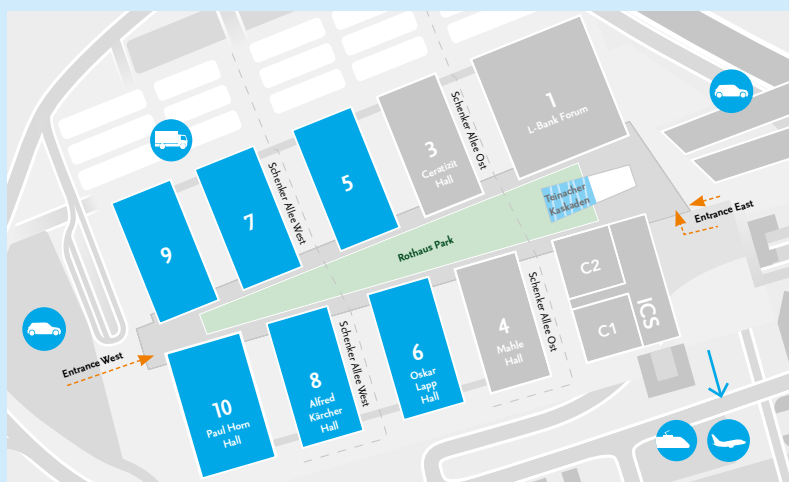 1
L-Bank Forum
3
Ceratizit
Hall
Schenker Allee Ost
5
7
9
Schenker Allee West
Teinacher
Kaskaden
Rothaus Park
Entrance East
C2
C1
ICS
4
Mahle
Hall
Schenker Allee Ost
6
Oskar
Lapp
Hall
8
Alfred
Kärcher
Hall
Schenker Allee West
10
Paul Horn
Hall
Entrance West